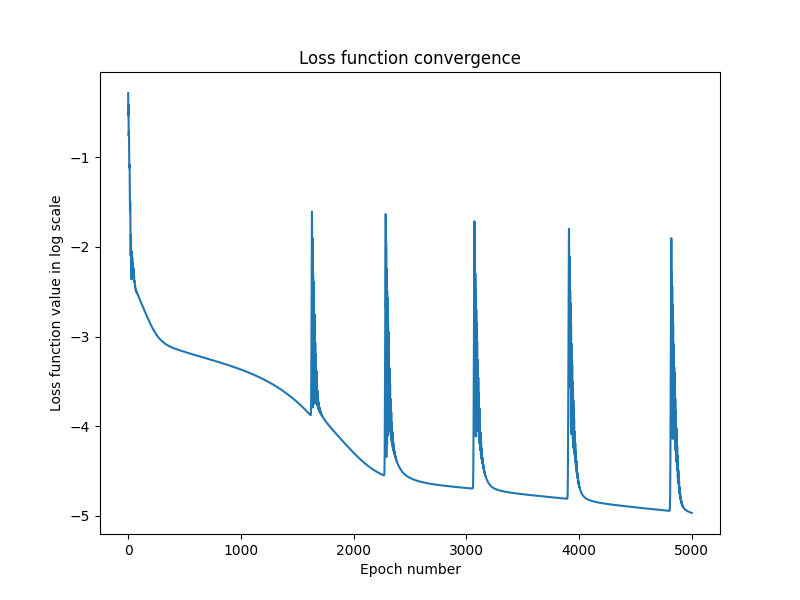 Loss function convergence
Loss function value in log scale
−1
−2
−3
−4
−5
0 1000 2000 3000 4000 5000
Epoch number